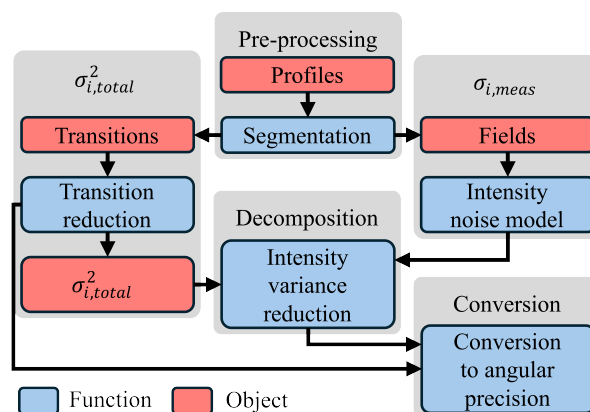 Pre-processing
Profiles
Segmentation
σ²i,total
Transitions
Transition
reduction
σ²i,total
σi,meas
Fields
Intensity
noise model
Decomposition
Intensity
variance
reduction
Conversion
Conversion
to angular
precision
Function
Object